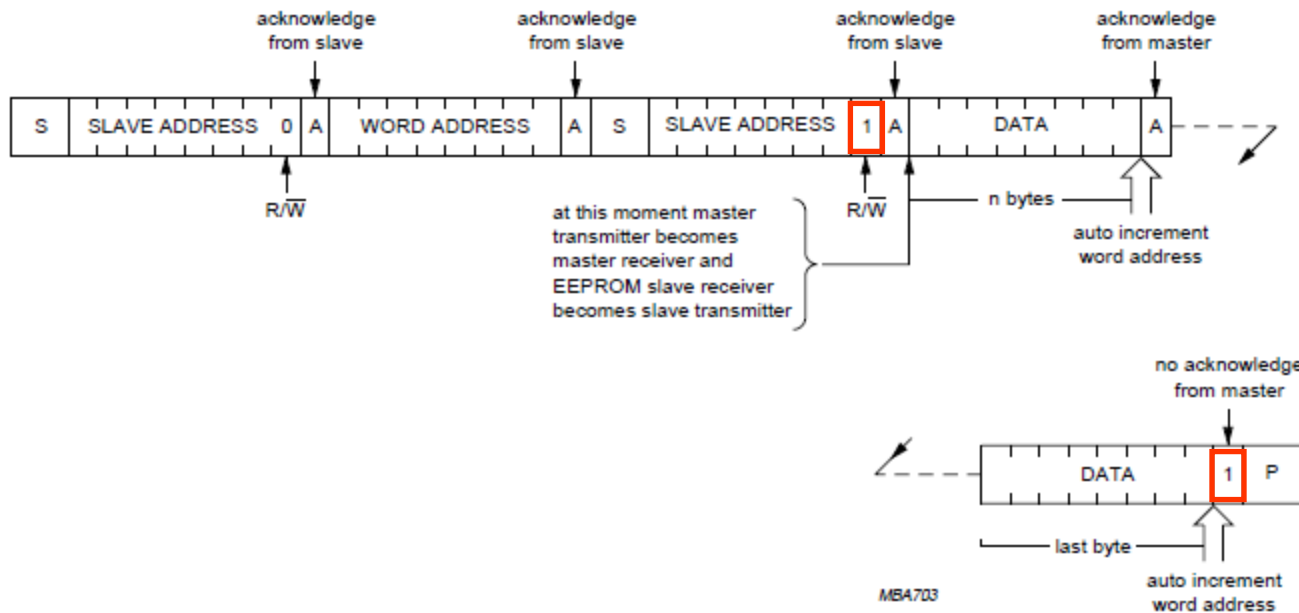 acknowledge
from slave
acknowledge
from slave
acknowledge
from slave
acknowledge
from master
S SLAVE ADDRESS 0 A WORD ADDRESS A S SLAVE ADDRESS 1 A DATA A
R/W̅
R/W̅
at this moment master
transmitter becomes
master receiver and
EEPROM slave receiver
becomes slave transmitter
n bytes
auto increment
word address
no acknowledge
from master
DATA 1 P
last byte
auto increment
word address
MBA703